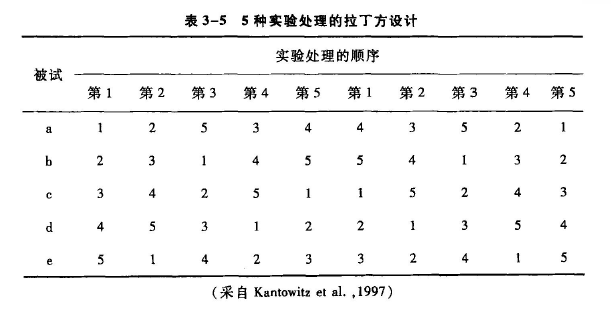 表 3-5 5 种实验处理的拉丁方设计
被试 实验处理的顺序
第 1 第 2 第 3 第 4 第 5 第 1 第 2 第 3 第 4 第 5
a 1 2 5 3 4 4 3 5 2 1
b 2 3 1 4 5 5 4 1 3 2
c 3 4 2 5 1 1 5 2 4 3
d 4 5 3 1 2 2 1 3 5 4
e 5 1 4 2 3 3 2 4 1 5
(采自 Kantowitz et al. ,1997)